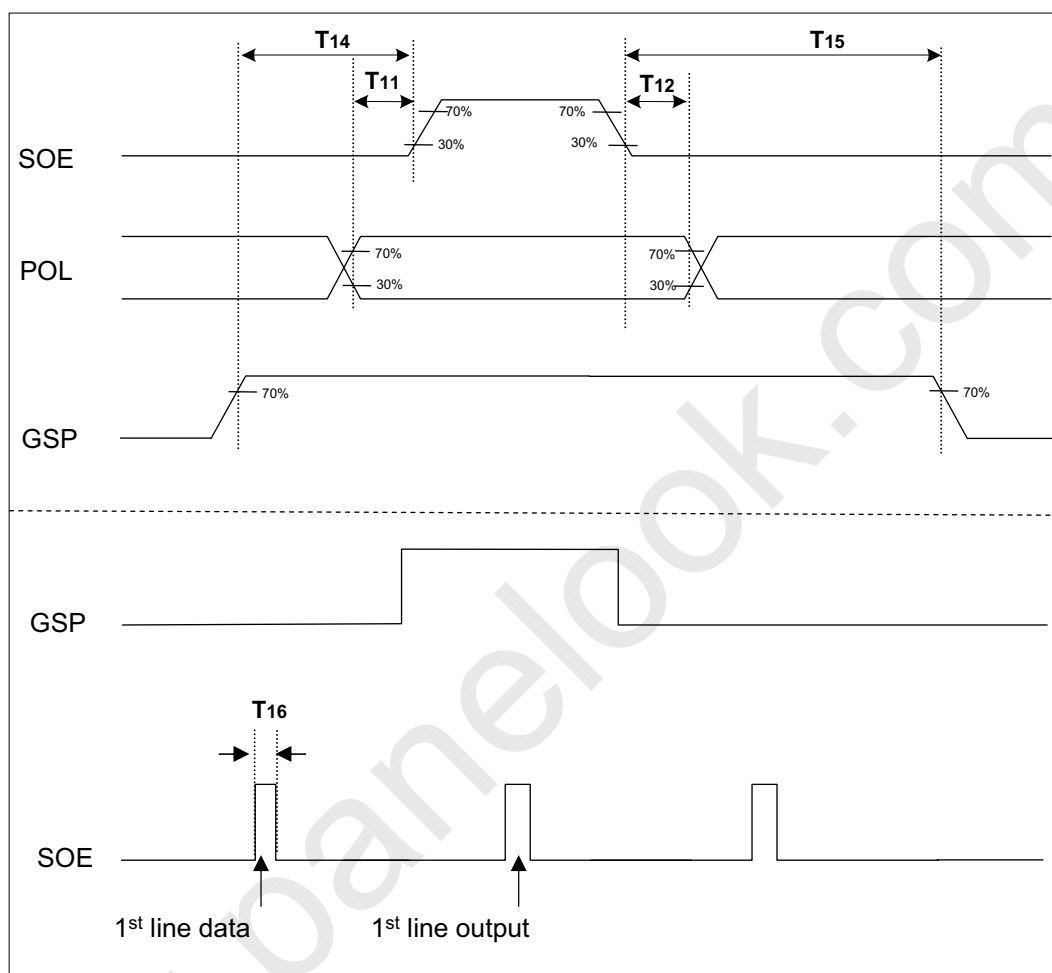 T14
T15
T11
T12
70%
70%
SOE
30%
30%
POL
70%
70%
30%
30%
GSP
70%
70%
GSP
T16
SOE
1st line data
1st line output
panelook.com